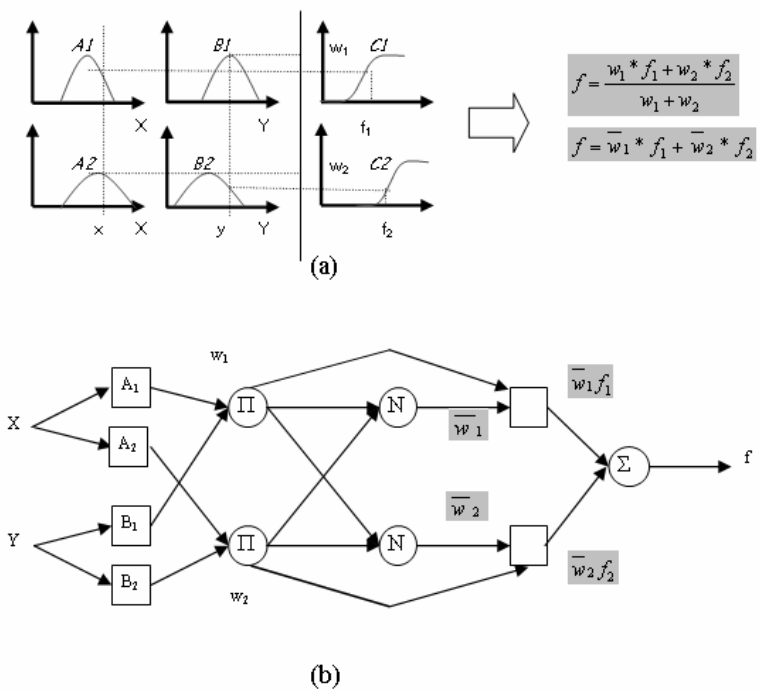 A1 B1 w₁ C1
X Y f₁
A2 B2 w₂ C2
x X y Y f₂
f = (w₁ * f₁ + w₂ * f₂) / (w₁ + w₂)
f = w̅₁ * f₁ + w̅₂ * f₂
(a)
w₁
X A₁ Π N w̅₁f₁
A₂ w̅₁
Σ f
Y B₁ w̅₂
B₂ Π N w̅₂f₂
w₂
(b)